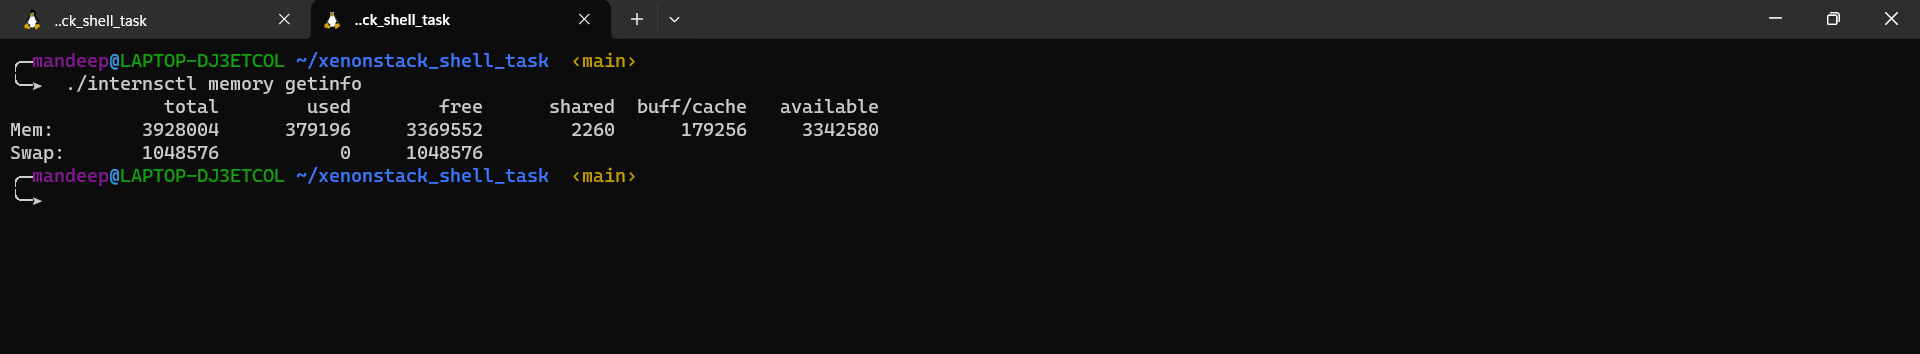 ..ck_shell_task ..ck_shell_task
mandeep@LAPTOP-DJ3ETCOL ~/xenonstack_shell_task ‹main›
./internsctl memory getinfo
total used free shared buff/cache available
Mem: 3928004 379196 3369552 2260 179256 3342580
Swap: 1048576 0 1048576
mandeep@LAPTOP-DJ3ETCOL ~/xenonstack_shell_task ‹main›